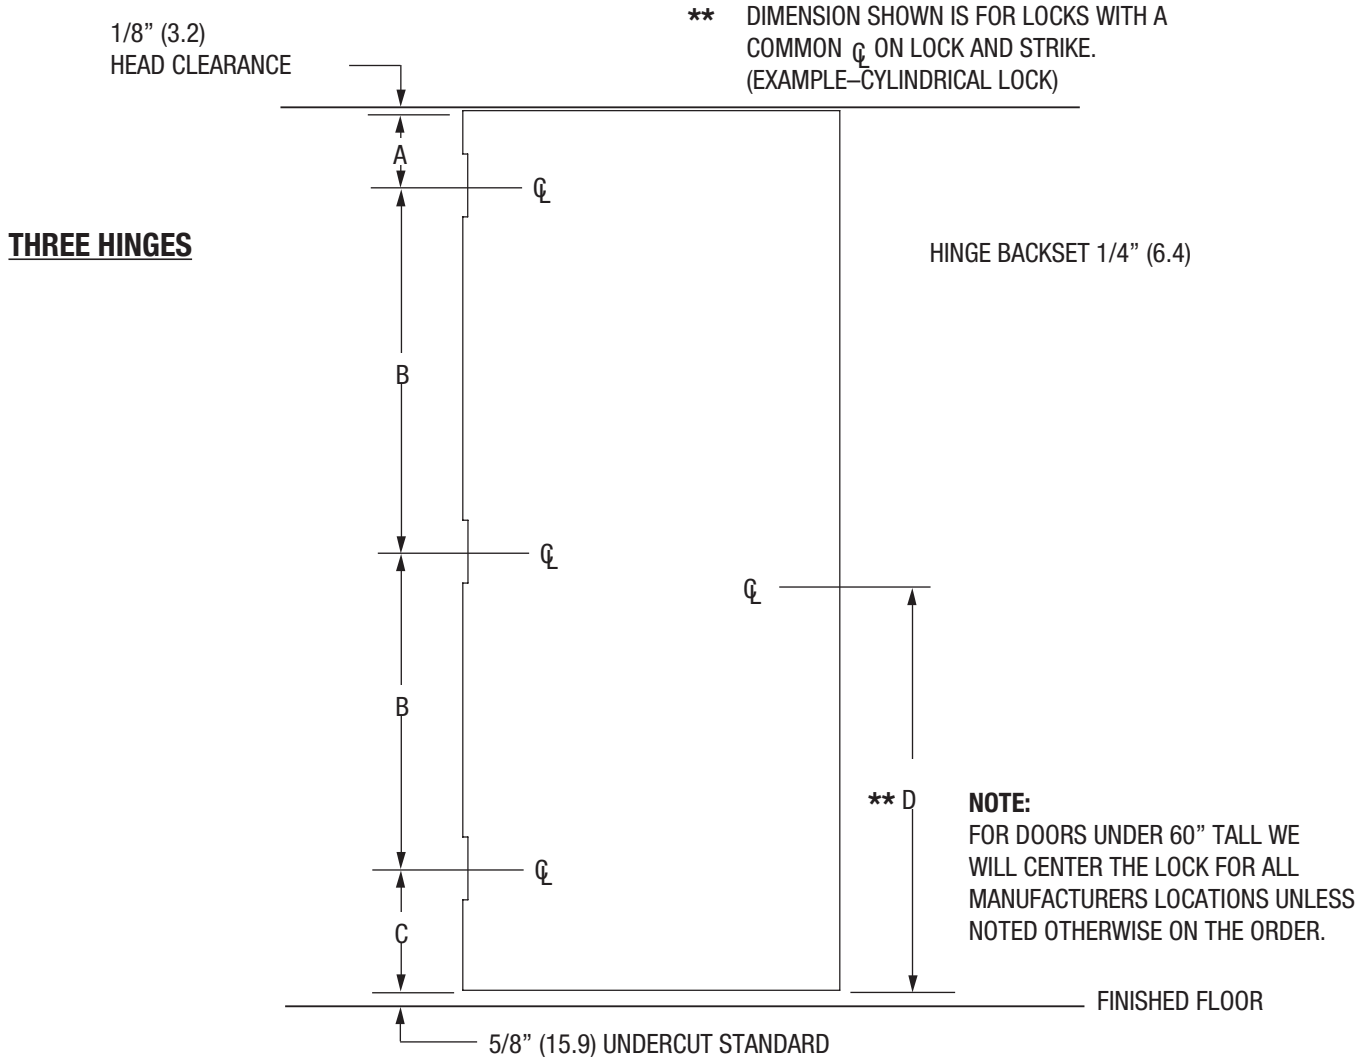 1/8” (3.2)
HEAD CLEARANCE
** DIMENSION SHOWN IS FOR LOCKS WITH A
COMMON ℄ ON LOCK AND STRIKE.
(EXAMPLE–CYLINDRICAL LOCK)
A
℄
THREE HINGES
HINGE BACKSET 1/4” (6.4)
B
℄
℄
B
** D
NOTE:
FOR DOORS UNDER 60” TALL WE
WILL CENTER THE LOCK FOR ALL
MANUFACTURERS LOCATIONS UNLESS
NOTED OTHERWISE ON THE ORDER.
℄
C
FINISHED FLOOR
5/8” (15.9) UNDERCUT STANDARD